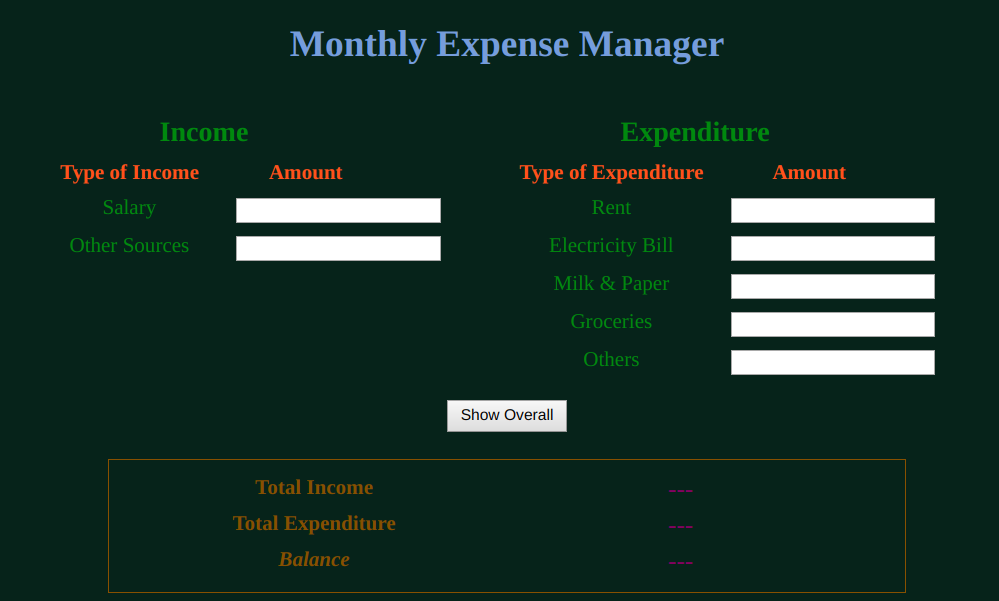 Monthly Expense Manager
Income
Type of Income Amount
Salary
Other Sources
Expenditure
Type of Expenditure Amount
Rent
Electricity Bill
Milk & Paper
Groceries
Others
Show Overall
Total Income ---
Total Expenditure ---
Balance ---